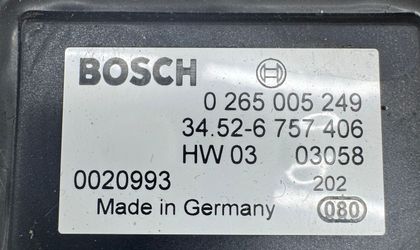 BOSCH
0 265 005 249
34.52-6 757 406
HW 03 03058
0020993 202
Made in Germany 080